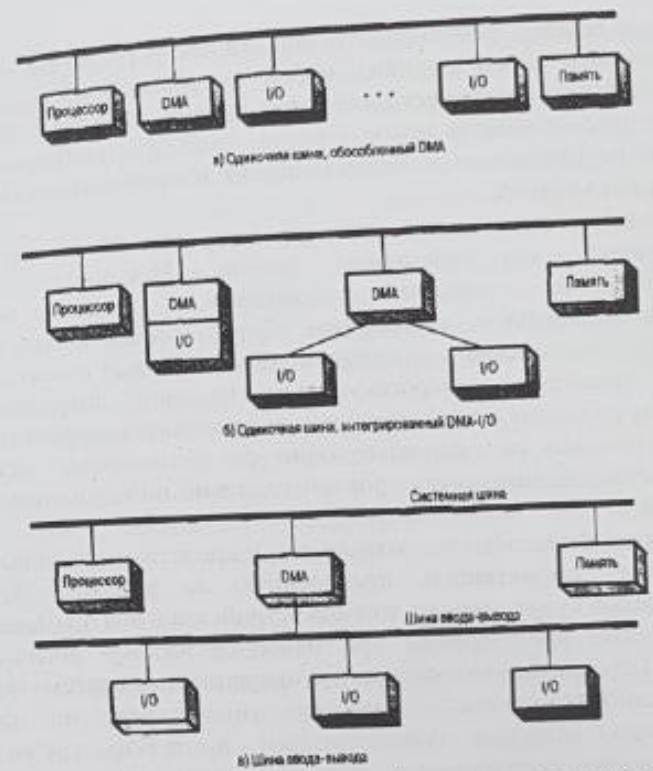 Процессор
DMA
I/O
...
I/O
Память
а) Одиночная шина, обособленный DMA
Процессор
DMA
I/O
DMA
Память
I/O
I/O
б) Одиночная шина, интегрированный DMA-I/O
Системная шина
Процессор
DMA
Память
Шина ввода-вывода
I/O
I/O
I/O
в) Шина ввода-вывода